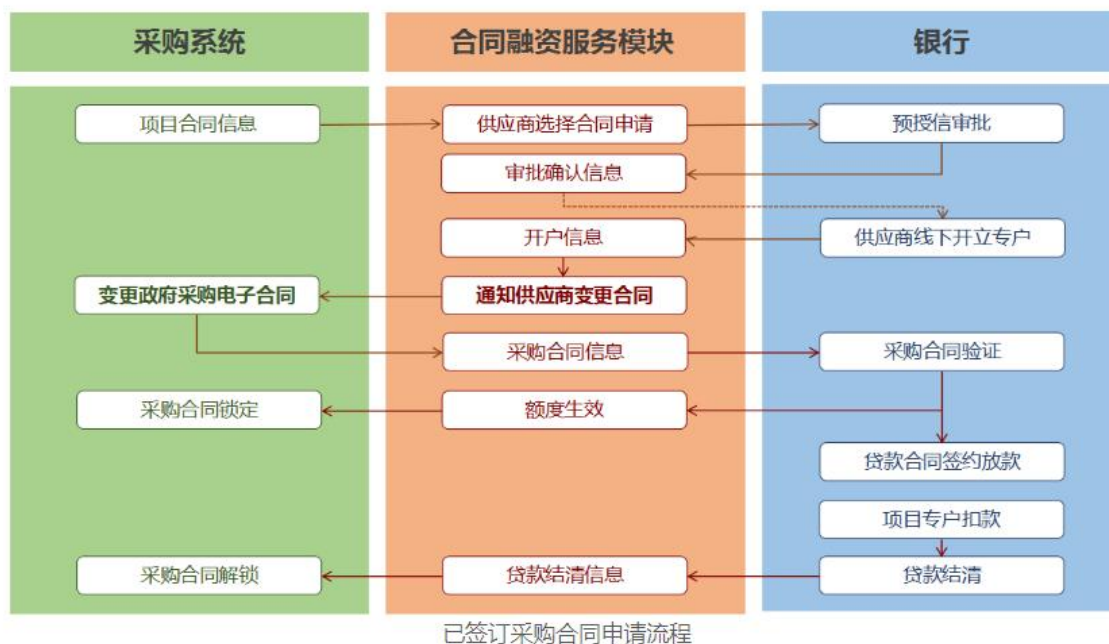 采购系统
合同融资服务模块
银行
项目合同信息
供应商选择合同申请
预授信审批
审批确认信息
开户信息
供应商线下开立专户
变更政府采购电子合同
通知供应商变更合同
采购合同信息
采购合同验证
采购合同锁定
额度生效
贷款合同签约放款
项目专户扣款
采购合同解锁
贷款结清信息
贷款结清
已签订采购合同申请流程